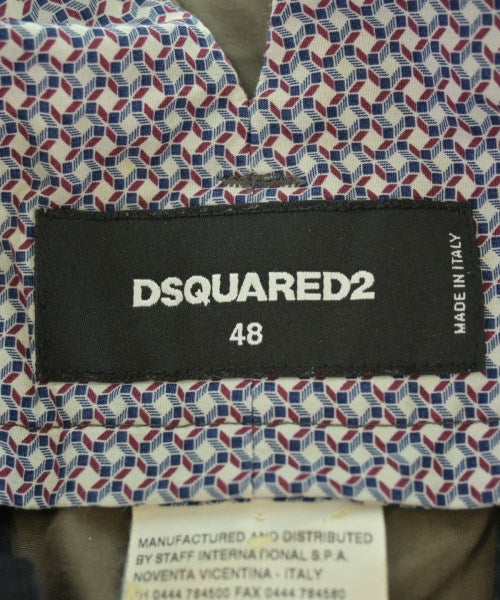 DSQUARED2
48
MADE IN ITALY
MANUFACTURED AND DISTRIBUTED
BY STAFF INTERNATIONAL S.P.A.
NOVENTA VICENTINA - ITALY
PH 0444 784500 FAX 0444 784580